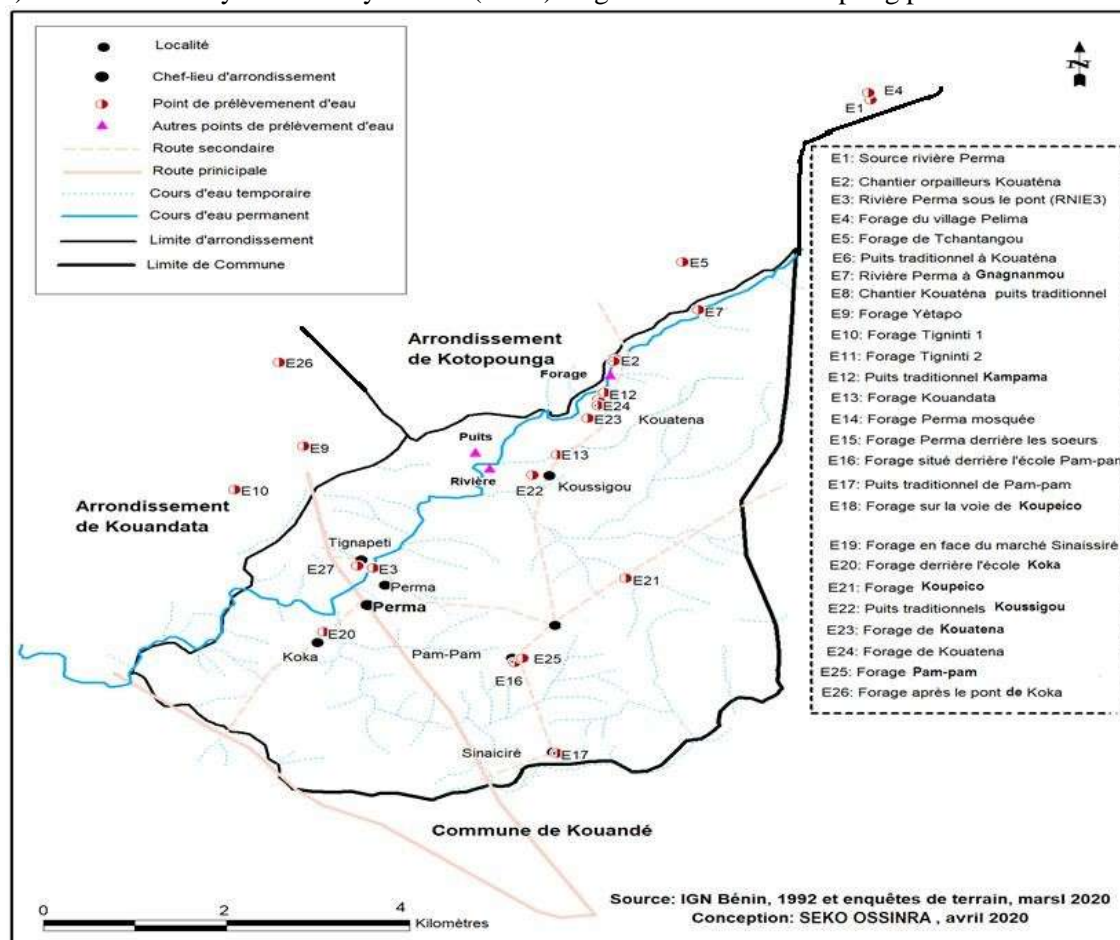 Localité
Chef-lieu d'arrondissement
Point de prélèvemenent d'eau
Autres points de prélèvement d'eau
Route secondaire
Route prinicipale
Cours d'eau temporaire
Cours d'eau permanent
Limite d'arrondissement
Limite de Commune
N
E4
E1
E1: Source rivière Perma
E2: Chantier orpailleurs Kouaténa
E3: Rivière Perma sous le pont (RNIE3)
E4: Forage du village Pelima
E5: Forage de Tchantangou
E6: Puits traditionnel à Kouaténa
E7: Rivière Perma à Gnagnanmou
E8: Chantier Kouaténa puits traditionnel
E9: Forage Yètapo
E10: Forage Tigninti 1
E11: Forage Tigninti 2
E12: Puits traditionnel Kampama
E13: Forage Kouandata
E14: Forage Perma mosquée
E15: Forage Perma derrière les soeurs
E16: Forage situé derrière l'école Pam-pam
E17: Puits traditionnel de Pam-pam
E18: Forage sur la voie de Koupeico
E19: Forage en face du marché Sinaissiré
E20: Forage derrière l'école Koka
E21: Forage Koupeico
E22: Puits traditionnels Koussigou
E23: Forage de Kouatena
E24: Forage de Kouatena
E25: Forage Pam-pam
E26: Forage après le pont de Koka
E5
E7
Arrondissement
de Kotopounga
E26
E2
Forage
E12
E24
E23
Kouatena
Puits
E9
E13
Rivière
E22
Koussigou
E10
Arrondissement
de Kouandata
Tignapeti
E27
E3
Perma
E21
Perma
E20
Koka
Pam-Pam
E25
E16
Sinaiciré
E17
Commune de Kouandé
0
2
4
Kilomètres
Source: IGN Bénin, 1992 et enquêtes de terrain, marsl 2020
Conception: SEKO OSSINRA , avril 2020